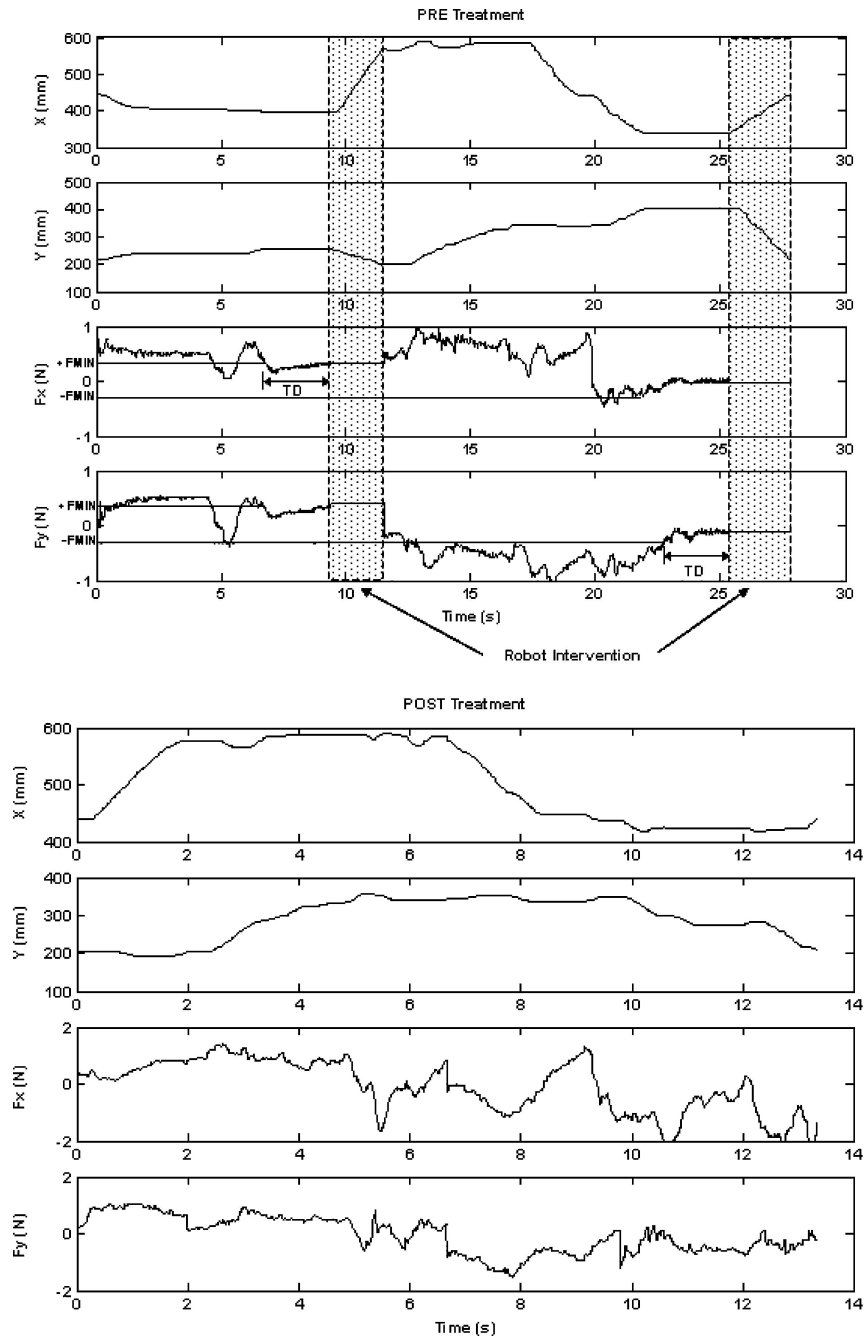 PRE Treatment
600
500
400
300
X (mm)
0 5 10 15 20 25 30
500
400
300
200
100
Y (mm)
0 5 10 15 20 25 30
1
+FMIN
0
-FMIN
-1
Fx (N)
TD
0 5 10 15 20 25 30
1
+FMIN
0
-FMIN
-1
Fy (N)
TD
0 5 10 15 20 25 30
Time (s)
Robot Intervention
POST Treatment
600
500
400
X (mm)
0 2 4 6 8 10 12 14
400
300
200
100
Y (mm)
0 2 4 6 8 10 12 14
2
0
-2
Fx (N)
0 2 4 6 8 10 12 14
2
0
-2
Fy (N)
0 2 4 6 8 10 12 14
Time (s)